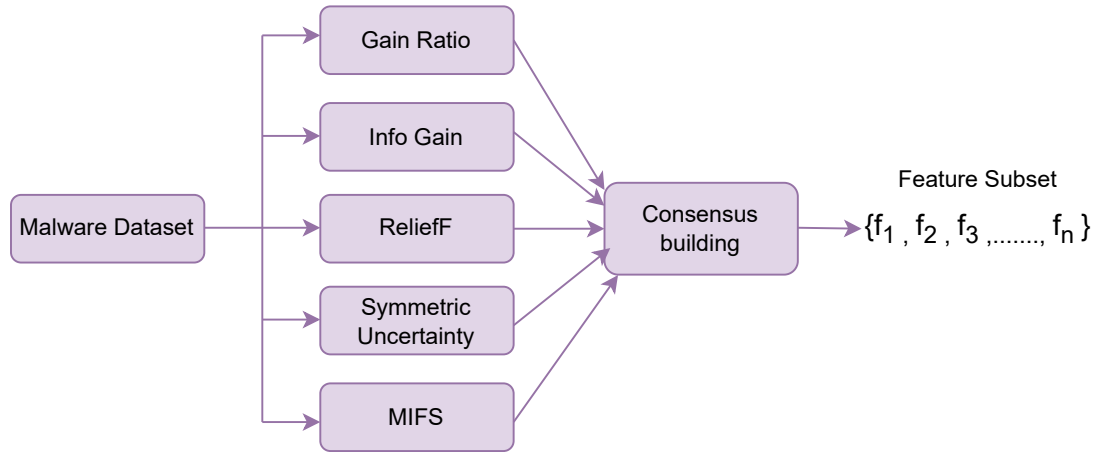 Malware Dataset
Gain Ratio
Info Gain
ReliefF
Symmetric
Uncertainty
MIFS
Consensus
building
Feature Subset
{f1 , f2 , f3 ,......., fn }